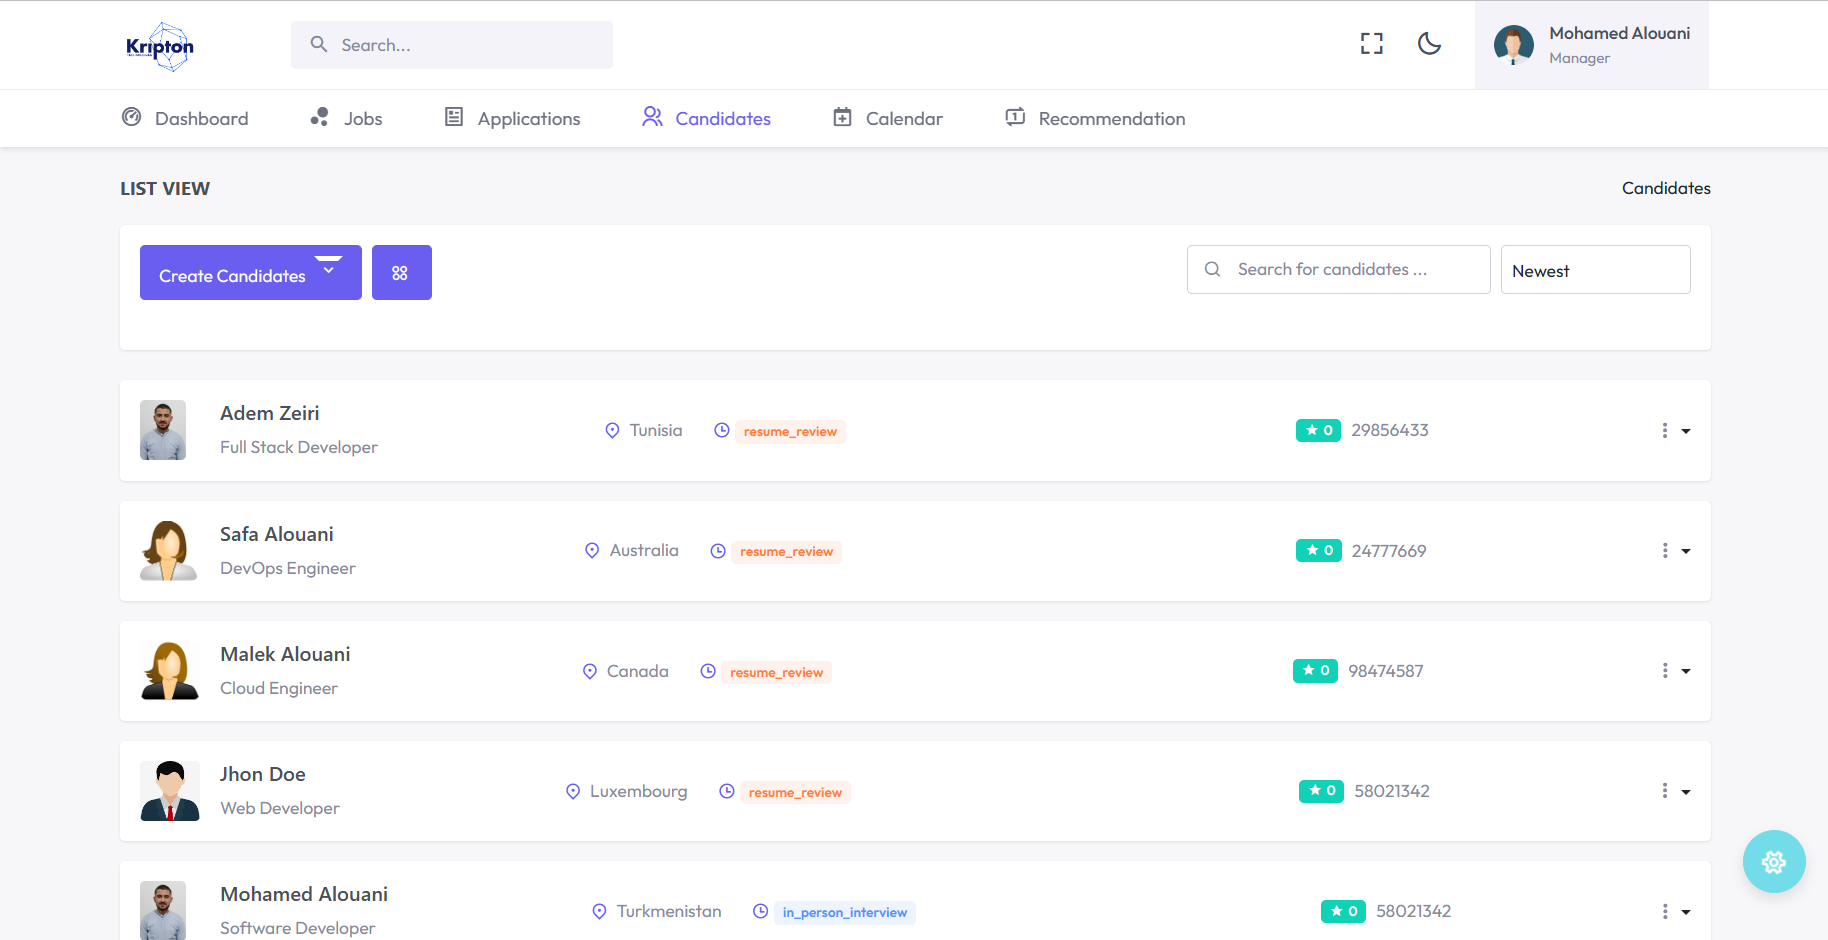 Kripton
Search...
Mohamed Alouani
Manager
Dashboard
Jobs
Applications
Candidates
Calendar
Recommendation
LIST VIEW
Candidates
Create Candidates
Search for candidates ...
Newest
Adem Zeiri
Full Stack Developer
Tunisia
resume_review
0
29856433
Safa Alouani
DevOps Engineer
Australia
resume_review
0
24777669
Malek Alouani
Cloud Engineer
Canada
resume_review
0
98474587
Jhon Doe
Web Developer
Luxembourg
resume_review
0
58021342
Mohamed Alouani
Software Developer
Turkmenistan
in_person_interview
0
58021342